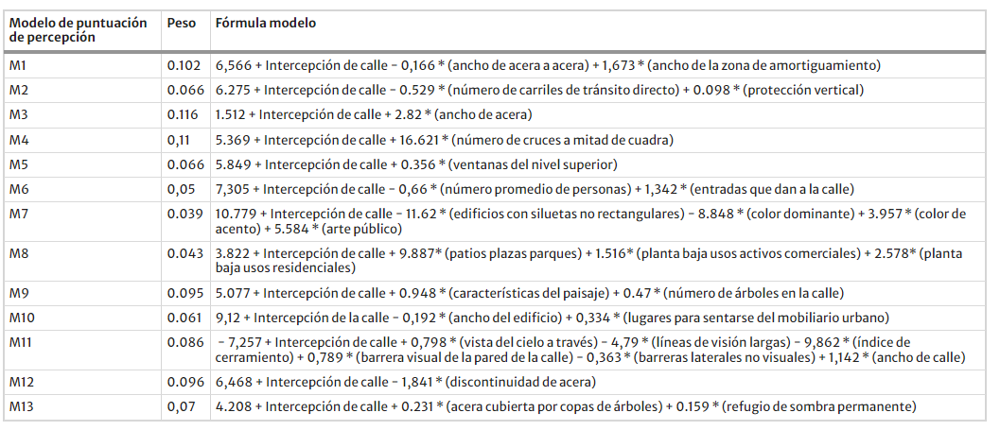 Modelo de puntuación de percepción Peso Fórmula modelo
M1 0.102 6,566 + Intercepción de calle − 0,166 * (ancho de acera a acera) + 1,673 * (ancho de la zona de amortiguamiento)
M2 0.066 6.275 + Intercepción de calle − 0.529 * (número de carriles de tránsito directo) + 0.098 * (protección vertical)
M3 0.116 1.512 + Intercepción de calle + 2.82 * (ancho de acera)
M4 0,11 5.369 + Intercepción de calle + 16.621 * (número de cruces a mitad de cuadra)
M5 0.066 5.849 + Intercepción de calle + 0.356 * (ventanas del nivel superior)
M6 0,05 7,305 + Intercepción de calle − 0,66 * (número promedio de personas) + 1,342 * (entradas que dan a la calle)
M7 0.039 10.779 + Intercepción de calle − 11.62 * (edificios con siluetas no rectangulares) − 8.848 * (color dominante) + 3.957 * (color de
acento) + 5.584 * (arte público)
M8 0.043 3.822 + Intercepción de calle + 9.887* (patios plazas parques) + 1.516* (planta baja usos activos comerciales) + 2.578* (planta
baja usos residenciales)
M9 0.095 5.077 + Intercepción de calle + 0.948 * (características del paisaje) + 0.47 * (número de árboles en la calle)
M10 0.061 9,12 + Intercepción de la calle − 0,192 * (ancho del edificio) + 0,334 * (lugares para sentarse del mobiliario urbano)
M11 0.086 − 7,257 + Intercepción de calle + 0,798 * (vista del cielo a través) − 4,79 * (líneas de visión largas) − 9,862 * (índice de
cerramiento) + 0,789 * (barrera visual de la pared de la calle) − 0,363 * (barreras laterales no visuales) + 1,142 * (ancho de calle)
M12 0.096 6,468 + Intercepción de calle − 1,841 * (discontinuidad de acera)
M13 0,07 4.208 + Intercepción de calle + 0.231 * (acera cubierta por copas de árboles) + 0.159 * (refugio de sombra permanente)